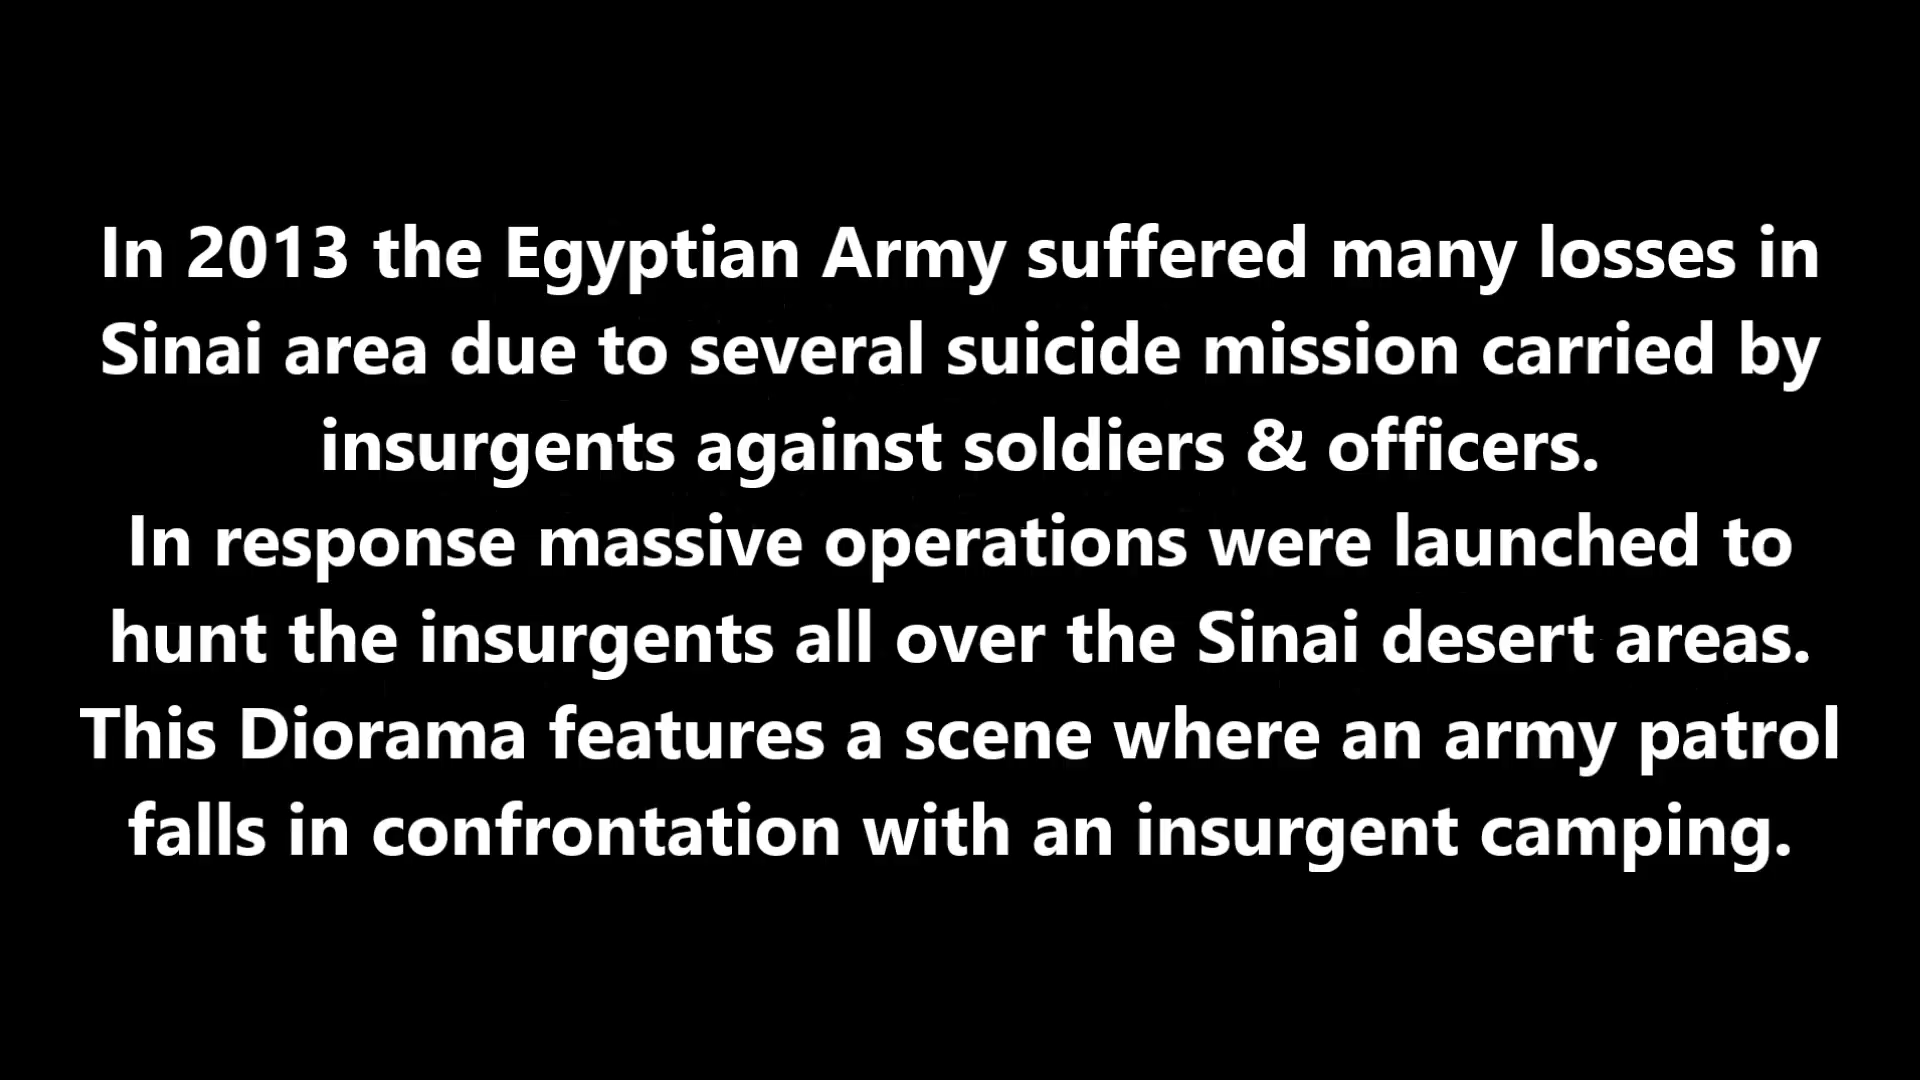 In 2013 the Egyptian Army suffered many losses in
Sinai area due to several suicide mission carried by
insurgents against soldiers & officers.
In response massive operations were launched to
hunt the insurgents all over the Sinai desert areas.
This Diorama features a scene where an army patrol
falls in confrontation with an insurgent camping.